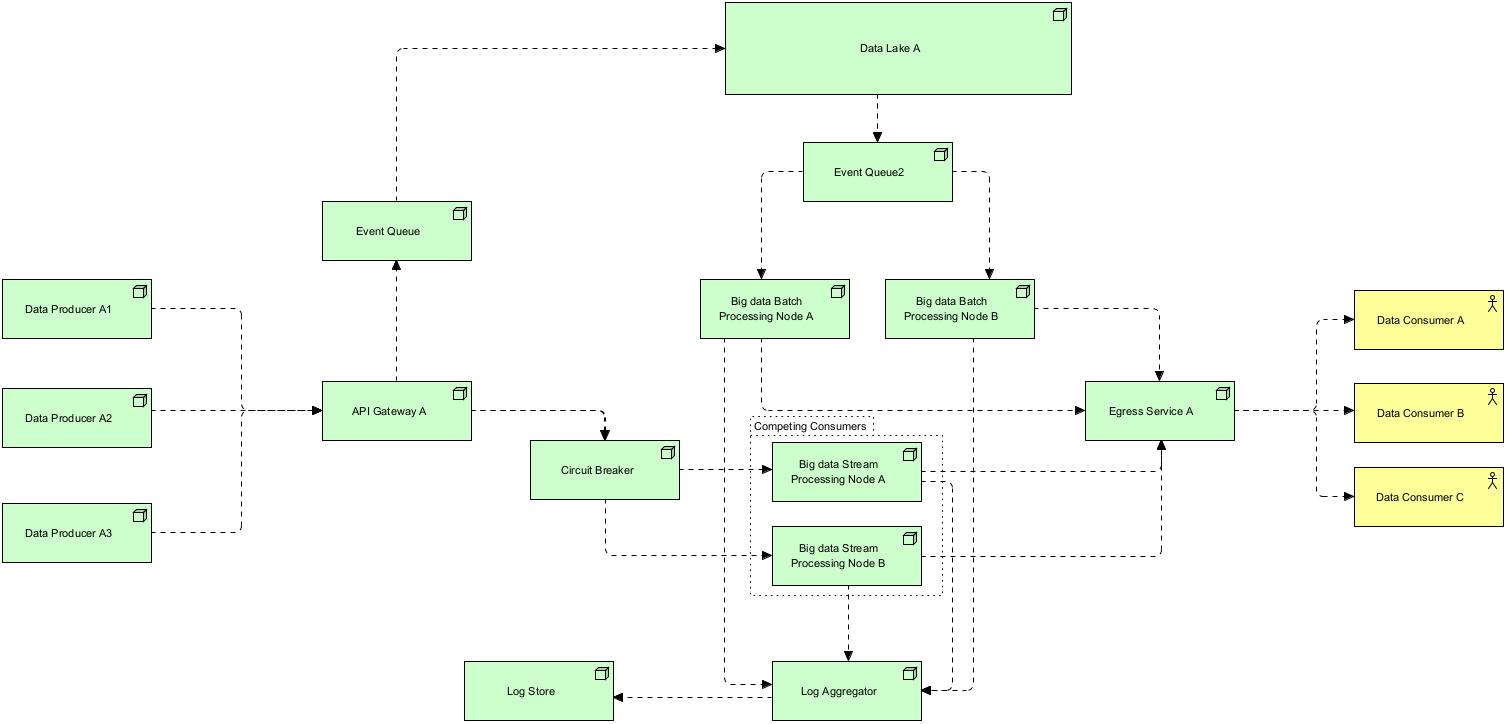 Data Lake A
Event Queue2
Event Queue
Data Producer A1
Big data Batch
Processing Node A
Big data Batch
Processing Node B
Data Consumer A
Data Producer A2
API Gateway A
Egress Service A
Data Consumer B
Competing Consumers
Circuit Breaker
Big data Stream
Processing Node A
Data Consumer C
Data Producer A3
Big data Stream
Processing Node B
Log Store
Log Aggregator